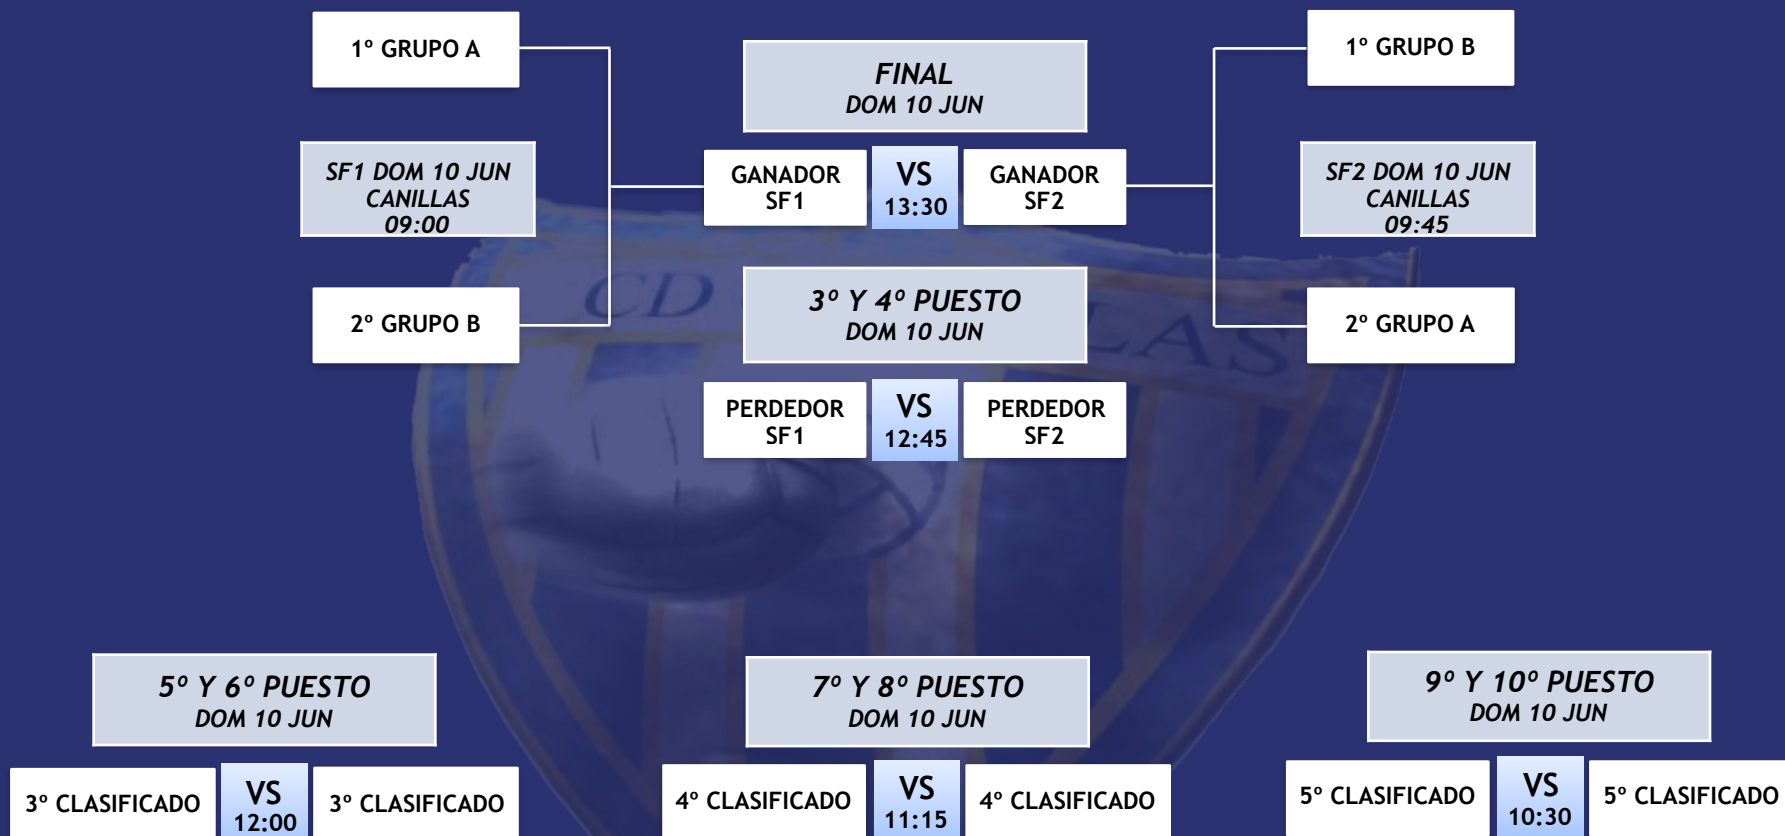 1º GRUPO A
1º GRUPO B
FINAL
DOM 10 JUN
SF1 DOM 10 JUN
CANILLAS
09:00
GANADOR
SF1
VS
13:30
GANADOR
SF2
SF2 DOM 10 JUN
CANILLAS
09:45
2º GRUPO B
3º Y 4º PUESTO
DOM 10 JUN
2º GRUPO A
CD
LAS
PERDEDOR
SF1
VS
12:45
PERDEDOR
SF2
5º Y 6º PUESTO
DOM 10 JUN
7º Y 8º PUESTO
DOM 10 JUN
9º Y 10º PUESTO
DOM 10 JUN
3º CLASIFICADO
VS
12:00
3º CLASIFICADO
4º CLASIFICADO
VS
11:15
4º CLASIFICADO
5º CLASIFICADO
VS
10:30
5º CLASIFICADO